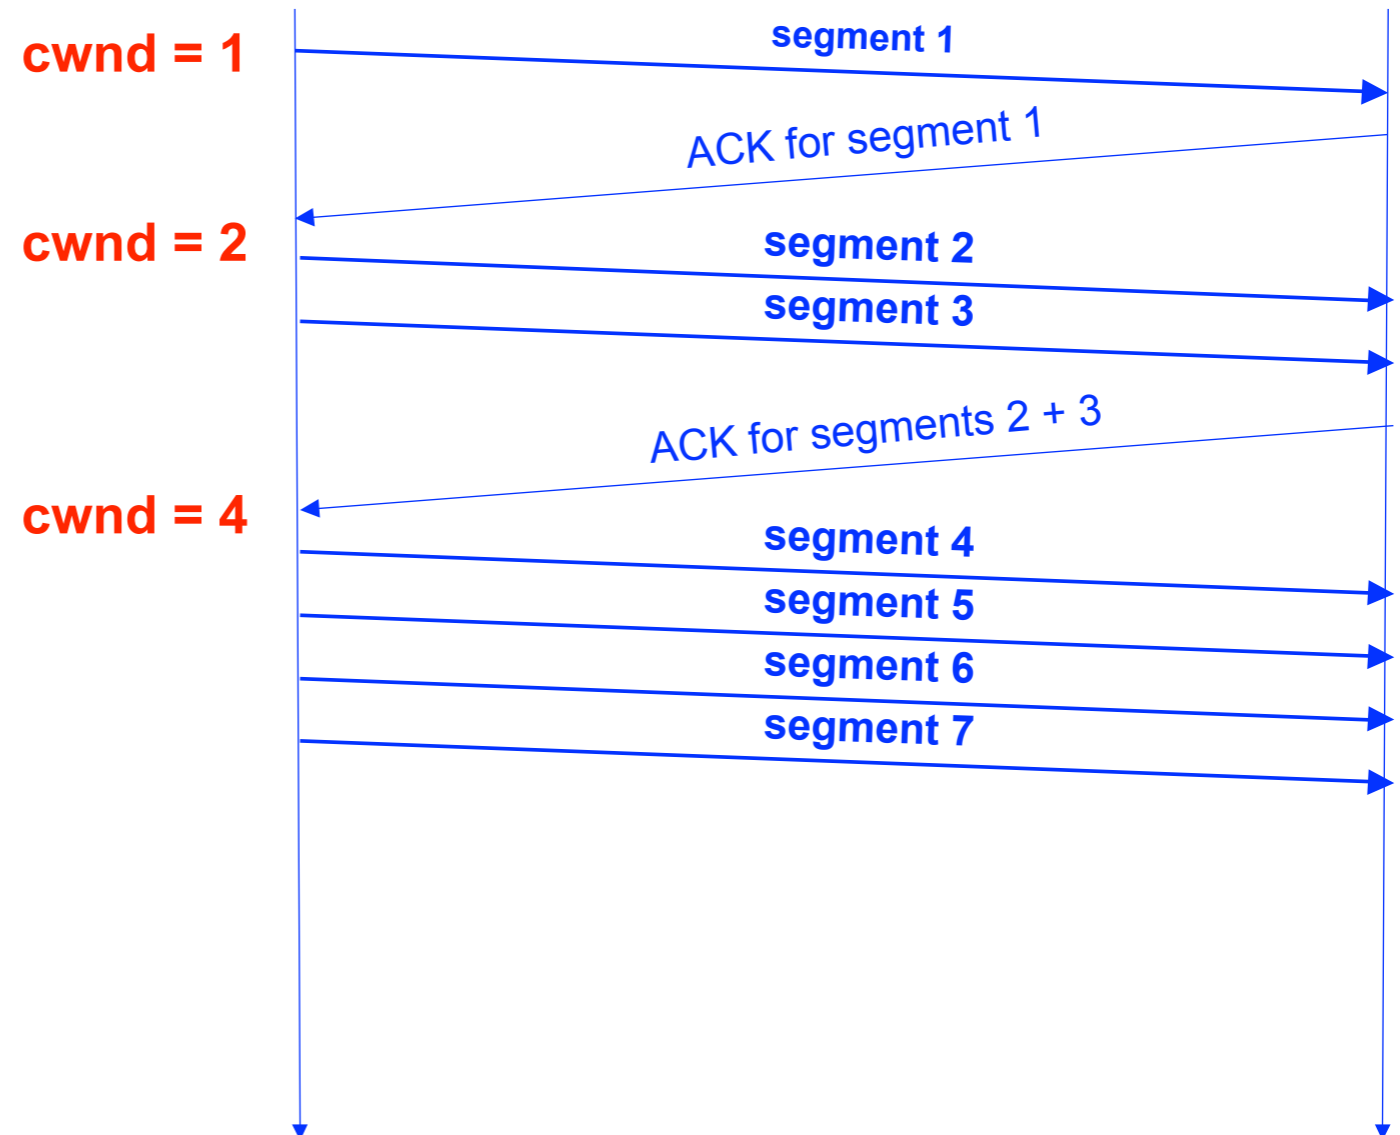 cwnd = 1
segment 1
ACK for segment 1
cwnd = 2
segment 2
segment 3
ACK for segments 2 + 3
cwnd = 4
segment 4
segment 5
segment 6
segment 7